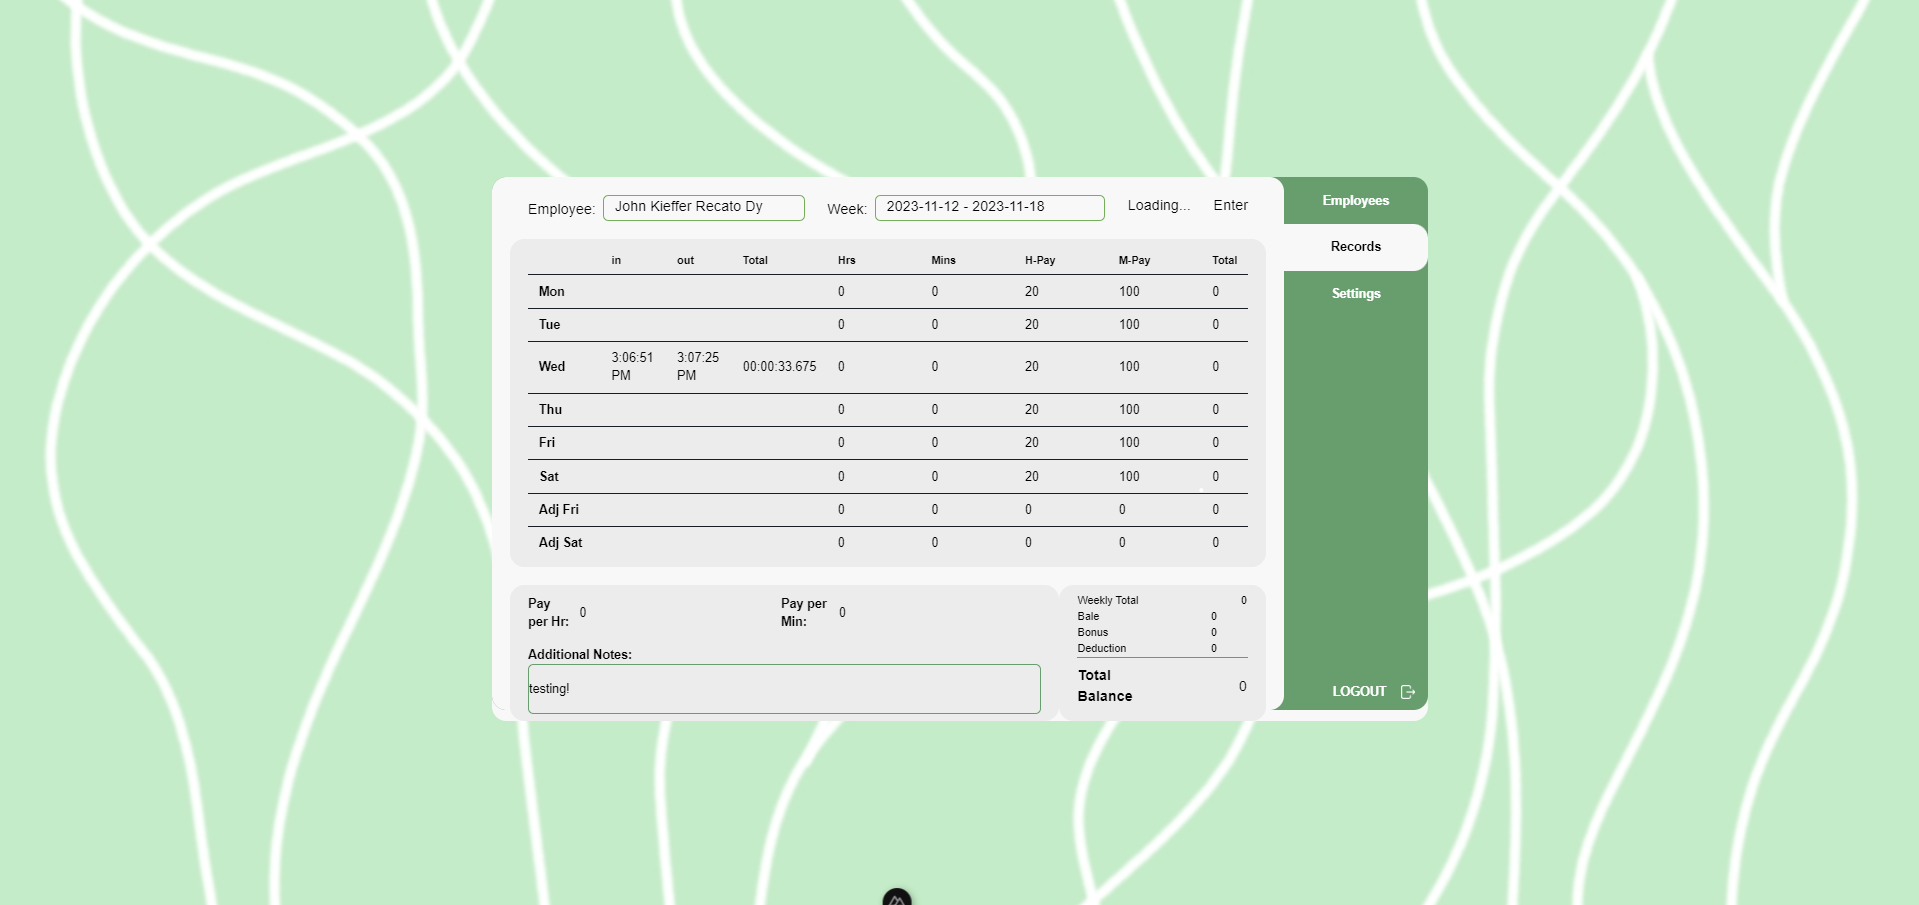 Employee: John Kieffer Recato Dy Week: 2023-11-12 - 2023-11-18 Loading... Enter
in out Total Hrs Mins H-Pay M-Pay Total
Mon 0 0 20 100 0
Tue 0 0 20 100 0
Wed 3:06:51 PM 3:07:25 PM 00:00:33.675 0 0 20 100 0
Thu 0 0 20 100 0
Fri 0 0 20 100 0
Sat 0 0 20 100 0
Adj Fri 0 0 0 0 0
Adj Sat 0 0 0 0 0
Pay per Hr: 0 Pay per Min: 0
Additional Notes:
testing!
Weekly Total 0
Bale 0
Bonus 0
Deduction 0
Total Balance 0
Employees
Records
Settings
LOGOUT